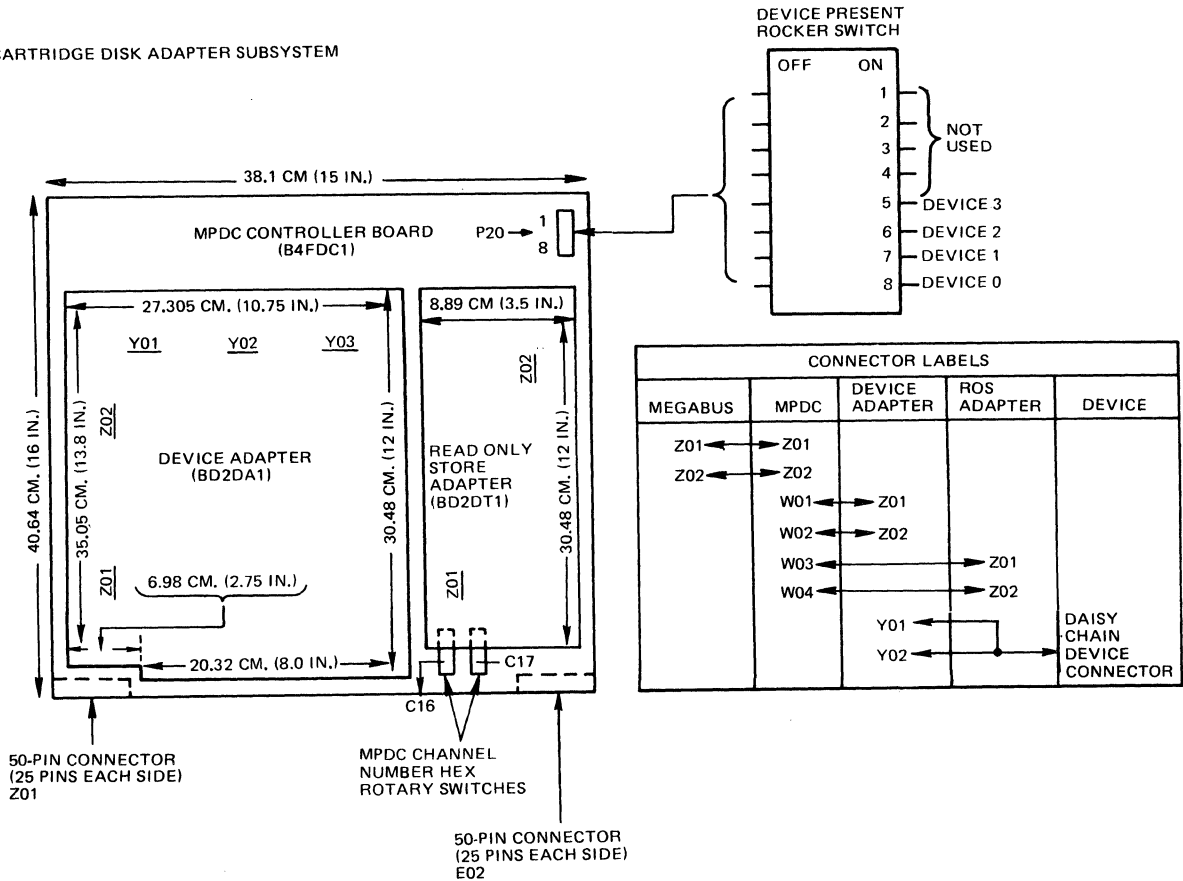 CARTRIDGE DISK ADAPTER SUBSYSTEM
DEVICE PRESENT
ROCKER SWITCH
OFF ON
1
2
3
4
NOT
USED
5 DEVICE 3
6 DEVICE 2
7 DEVICE 1
8 DEVICE 0
38.1 CM (15 IN.)
40.64 CM. (16 IN.)
MPDC CONTROLLER BOARD
(B4FDC1)
P20
1
8
27.305 CM. (10.75 IN.)
Y01 Y02 Y03
Z02
35.05 CM. (13.8 IN.)
DEVICE ADAPTER
(BD2DA1)
30.48 CM. (12 IN.)
Z01
6.98 CM. (2.75 IN.)
20.32 CM. (8.0 IN.)
8.89 CM (3.5 IN.)
Z02
READ ONLY
STORE
ADAPTER
(BD2DT1)
30.48 CM. (12 IN.)
Z01
C17
C16
50-PIN CONNECTOR
(25 PINS EACH SIDE)
Z01
MPDC CHANNEL
NUMBER HEX
ROTARY SWITCHES
50-PIN CONNECTOR
(25 PINS EACH SIDE)
E02
CONNECTOR LABELS
MEGABUS MPDC DEVICE ADAPTER ROS ADAPTER DEVICE
Z01 Z01
Z02 Z02
W01 Z01
W02 Z02
W03 Z01
W04 Z02
Y01
Y02
DAISY
CHAIN
DEVICE
CONNECTOR